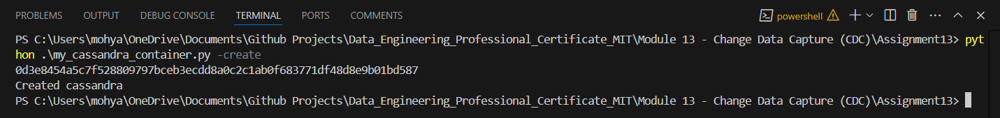 PROBLEMS OUTPUT DEBUG CONSOLE TERMINAL PORTS COMMENTS powershell
PS C:\Users\mohya\OneDrive\Documents\Github Projects\Data_Engineering_Professional_Certificate_MIT\Module 13 - Change Data Capture (CDC)\Assignment13> pyt
hon .\my_cassandra_container.py -create
0d3e8454a5c7f528809797bceb3ecdd8a0c2c1ab0f683771df48d8e9b01bd587
Created cassandra
PS C:\Users\mohya\OneDrive\Documents\Github Projects\Data_Engineering_Professional_Certificate_MIT\Module 13 - Change Data Capture (CDC)\Assignment13>